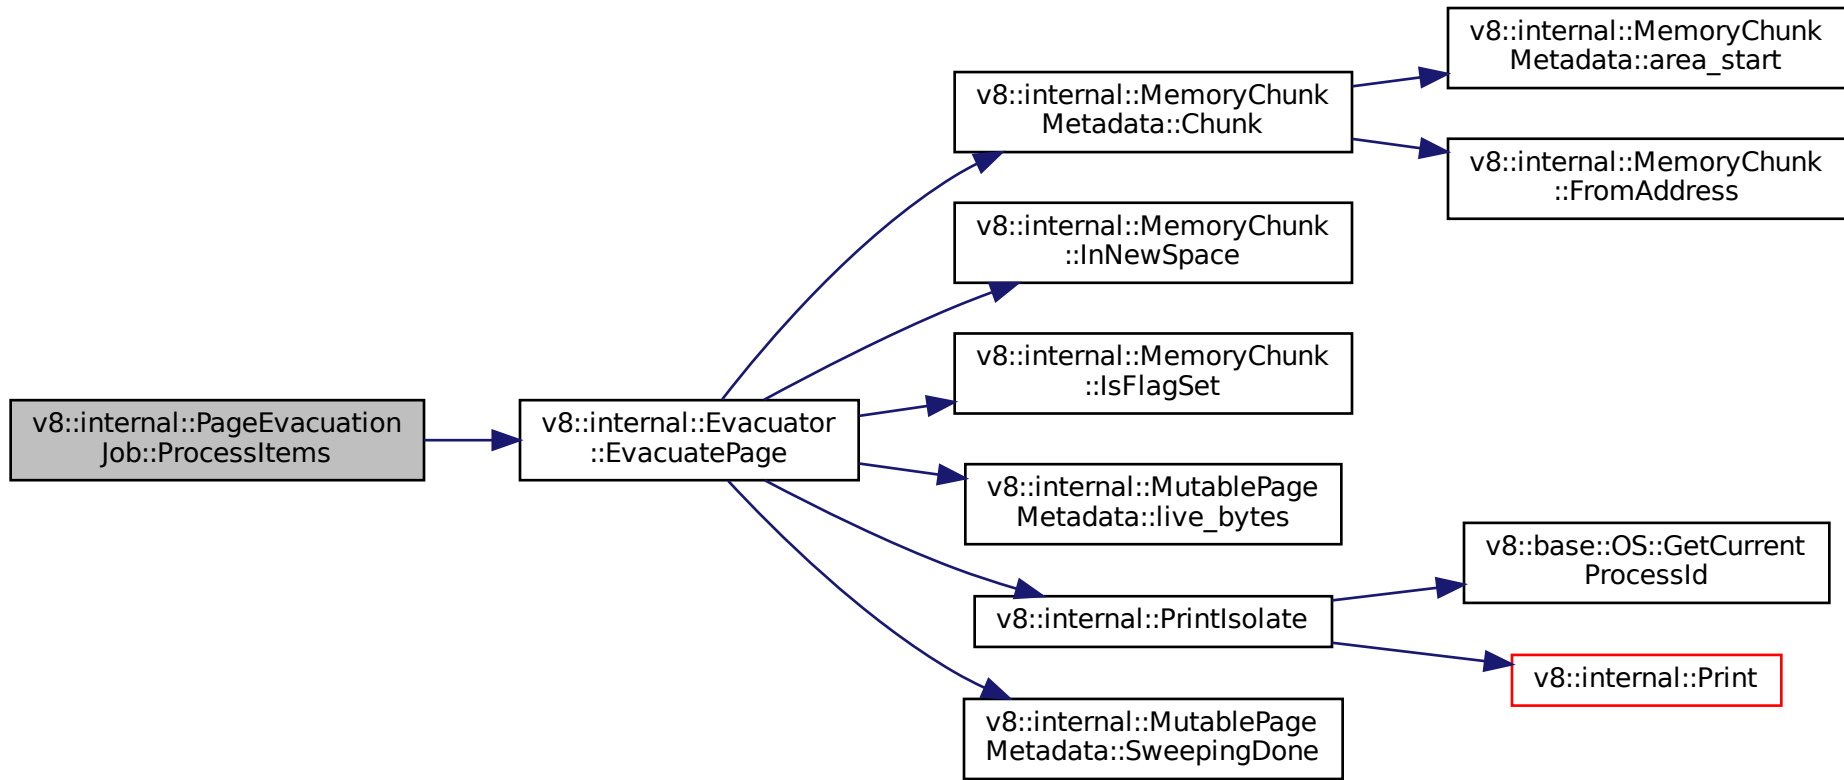 v8::internal::PageEvacuation
Job::ProcessItems
v8::internal::Evacuator
::EvacuatePage
v8::internal::MemoryChunk
Metadata::Chunk
v8::internal::MemoryChunk
Metadata::area_start
v8::internal::MemoryChunk
::FromAddress
v8::internal::MemoryChunk
::InNewSpace
v8::internal::MemoryChunk
::IsFlagSet
v8::internal::MutablePage
Metadata::live_bytes
v8::internal::PrintIsolate
v8::base::OS::GetCurrent
ProcessId
v8::internal::Print
v8::internal::MutablePage
Metadata::SweepingDone